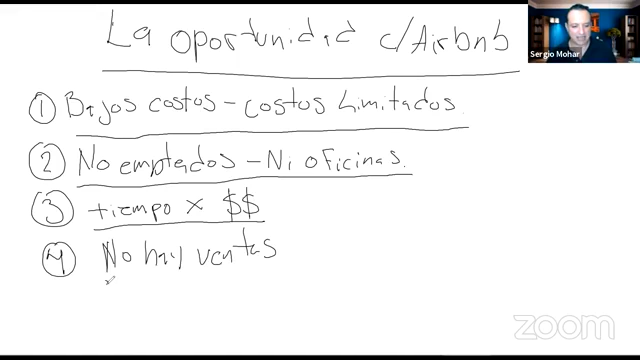 La oportunidad c/Airbnb
Sergio Mohar
1 Bajos costos - costos Limitados.
2 No empleados - Ni oficinas.
3 tiempo x $$
4 No hay ventas
zoom